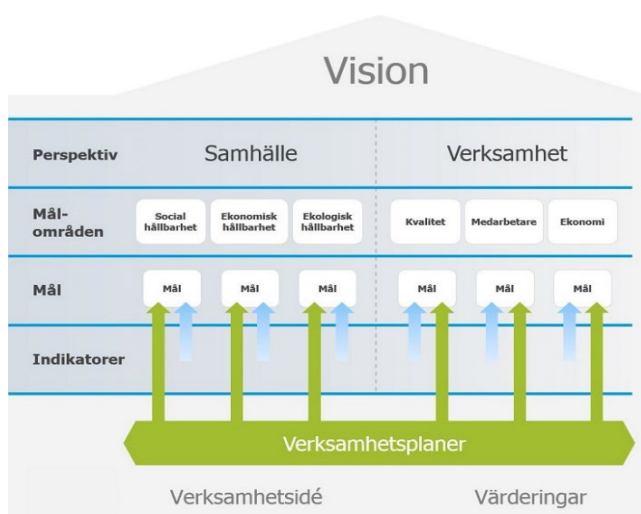 Vision
Perspektiv
Samhälle
Verksamhet
Mål-
områden
Social
hållbarhet
Ekonomisk
hållbarhet
Ekologisk
hållbarhet
Kvalitet
Medarbetare
Ekonomi
Mål
Mål
Mål
Mål
Mål
Mål
Mål
Indikatorer
Verksamhetsplaner
Verksamhetsidé
Värderingar